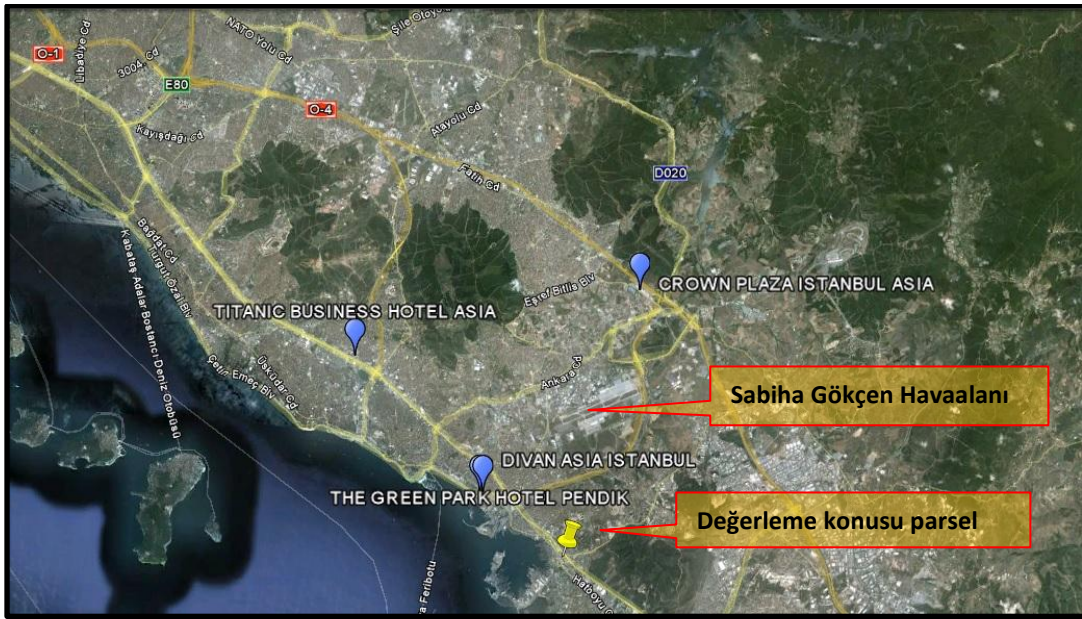 NATO Yolu Cd
Şile Otoyolu
O-1
Libadiye Cd
3004. Cd
E80
O-4
Atayolu Cd
Kayışdağı Cd
Fatih Cd
D020
Bağdat Cd
Turgut Özal Blv
Kabataş Adalar Bostancı Deniz Otobüsü
Eşref Bitlis Blv
CROWN PLAZA ISTANBUL ASIA
TITANIC BUSINESS HOTEL ASIA
Üsküdar Cd
Çetin Emeç Blv
Ankara Cd
Sabiha Gökçen Havaalanı
DIVAN ASIA ISTANBUL
THE GREEN PARK HOTEL PENDIK
Değerleme konusu parsel
Hatboyu
a Feribotu